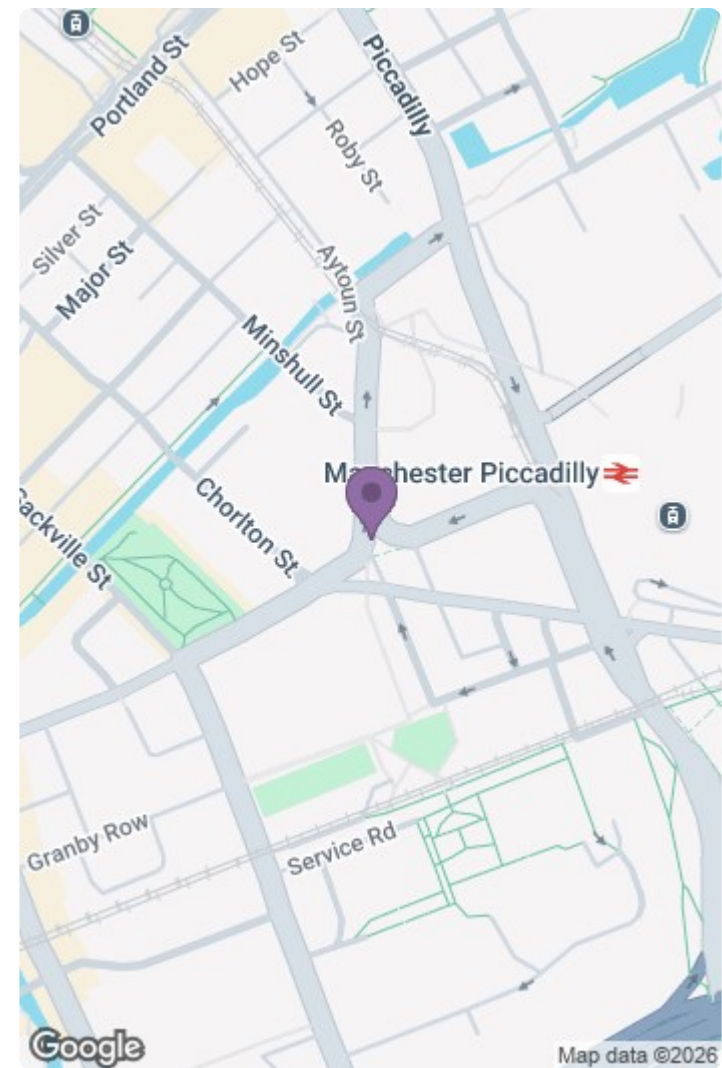 Portland St
Hope St
Piccadilly
Roby St
Silver St
Major St
Aytoun St
Minshull St
Manchester Piccadilly
Chorlton St
Sackville St
Granby Row
Service Rd
Google
Map data ©2026